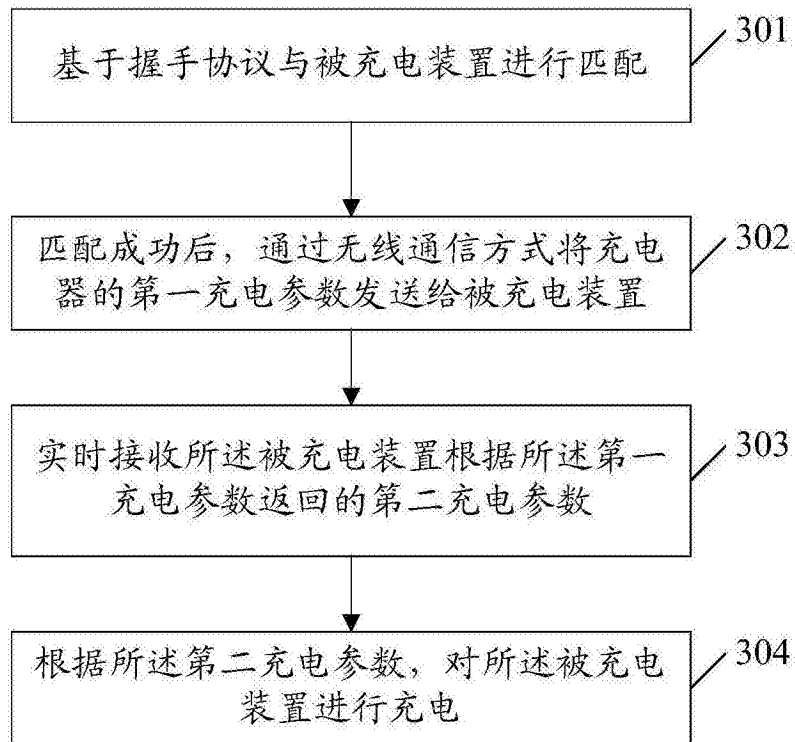 301
基于握手协议与被充电装置进行匹配
302
匹配成功后，通过无线通信方式将充电
器的第一充电参数发送给被充电装置
303
实时接收所述被充电装置根据所述第一
充电参数返回的第二充电参数
304
根据所述第二充电参数，对所述被充电
装置进行充电